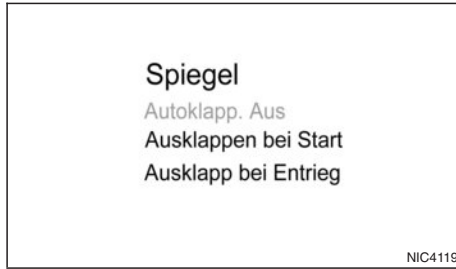 Spiegel
Autoklapp. Aus
Ausklappen bei Start
Ausklapp bei Entrieg
NIC4119